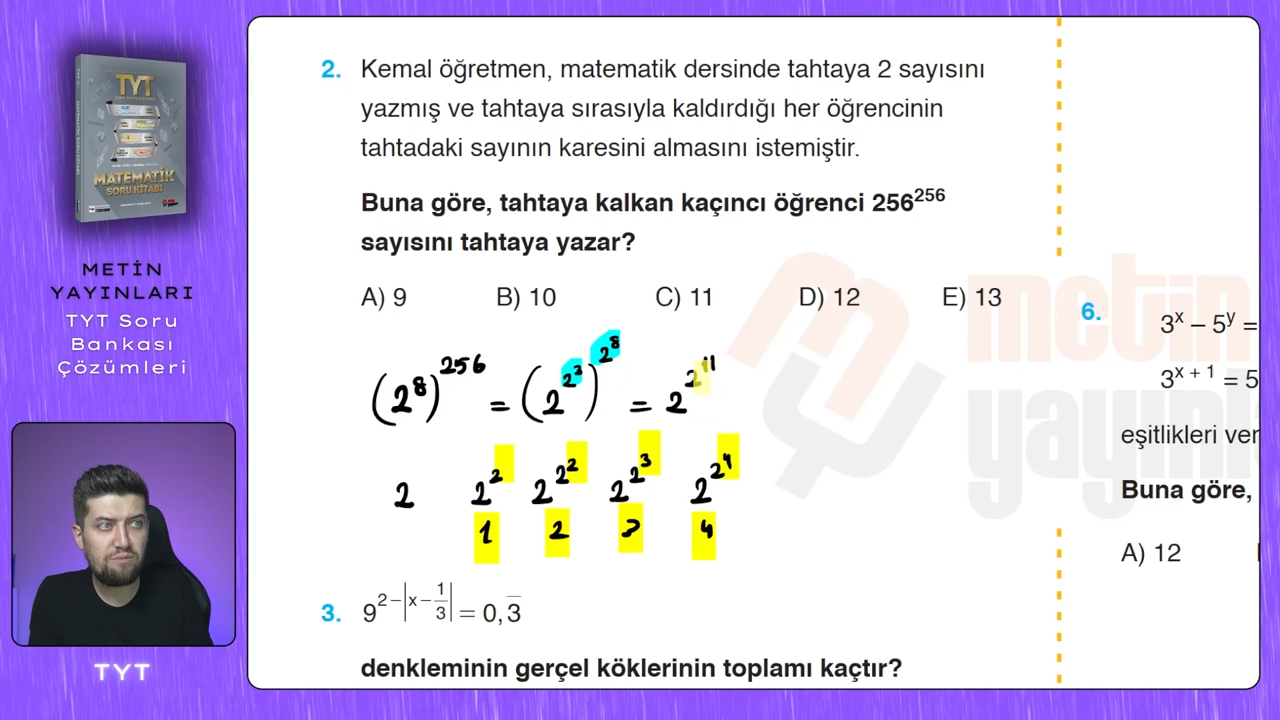 TYT
MATEMATİK
SORU KİTABI
METİN
YAYINLARI
TYT Soru
Bankası
Çözümleri
TYT
2. Kemal öğretmen, matematik dersinde tahtaya 2 sayısını
yazmış ve tahtaya sırasıyla kaldırdığı her öğrencinin
tahtadaki sayının karesini almasını istemiştir.
Buna göre, tahtaya kalkan kaçıncı öğrenci 256^256
sayısını tahtaya yazar?
A) 9 B) 10 C) 11 D) 12 E) 13
(2^8)^256 = (2^2^3)^2^8 = 2^2^11
2 2^2 2^2^2 2^2^3 2^2^4
1 2 3 4
3. 9^(2-|x-1/3|) = 0,3̅
denkleminin gerçel köklerinin toplamı kaçtır?
6. 3^x – 5^y =
3^(x + 1) = 5
eşitlikleri ver
Buna göre,
A) 12
metin
yayınla